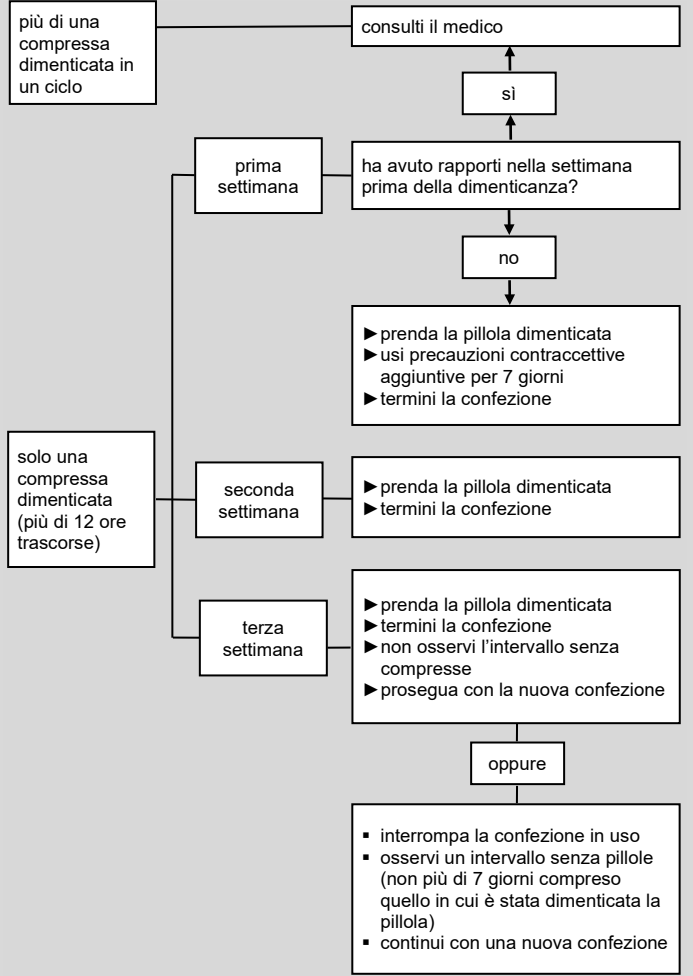 più di una
compressa
dimenticata in
un ciclo
consulti il medico
sì
prima
settimana
ha avuto rapporti nella settimana
prima della dimenticanza?
no
►prenda la pillola dimenticata
►usi precauzioni contraccettive
aggiuntive per 7 giorni
►termini la confezione
solo una
compressa
dimenticata
(più di 12 ore
trascorse)
seconda
settimana
►prenda la pillola dimenticata
►termini la confezione
terza
settimana
►prenda la pillola dimenticata
►termini la confezione
►non osservi l’intervallo senza
compresse
►prosegua con la nuova confezione
oppure
▪ interrompa la confezione in uso
▪ osservi un intervallo senza pillole
(non più di 7 giorni compreso
quello in cui è stata dimenticata la
pillola)
▪ continui con una nuova confezione